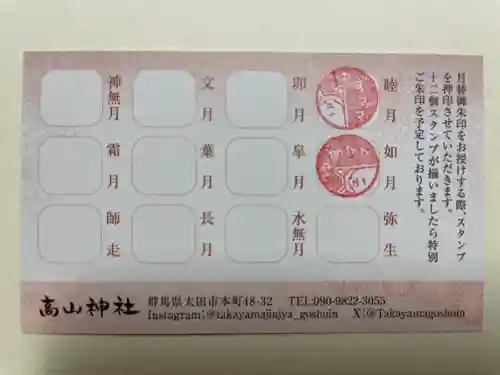 月替御朱印をお授けする際、スタンプ
を押印させていただきます。
十二個スタンプが揃いましたら特別
ご朱印を予定しております。
睦月
如月
弥生
卯月
皐月
水無月
文月
葉月
長月
神無月
霜月
師走
高山神社
群馬県太田市本町48-32 TEL:090-9822-3055
Instagram:@takayamajinjya_goshuin X:@Takayamagoshuin